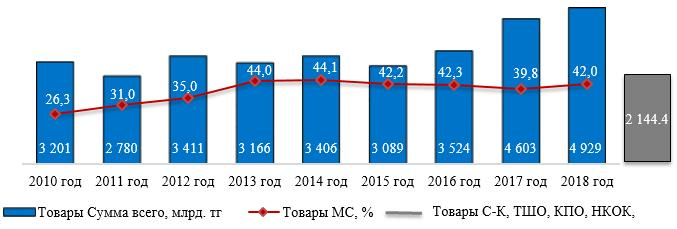 26,3 31,0 35,0 44,0 44,1 42,2 42,3 39,8 42,0
3 201 2 780 3 411 3 166 3 406 3 089 3 524 4 603 4 929 2 144.4
2010 год 2011 год 2012 год 2013 год 2014 год 2015 год 2016 год 2017 год 2018 год
Товары Сумма всего, млрд. тг Товары МС, % Товары С-К, ТШО, КПО, НКОК,